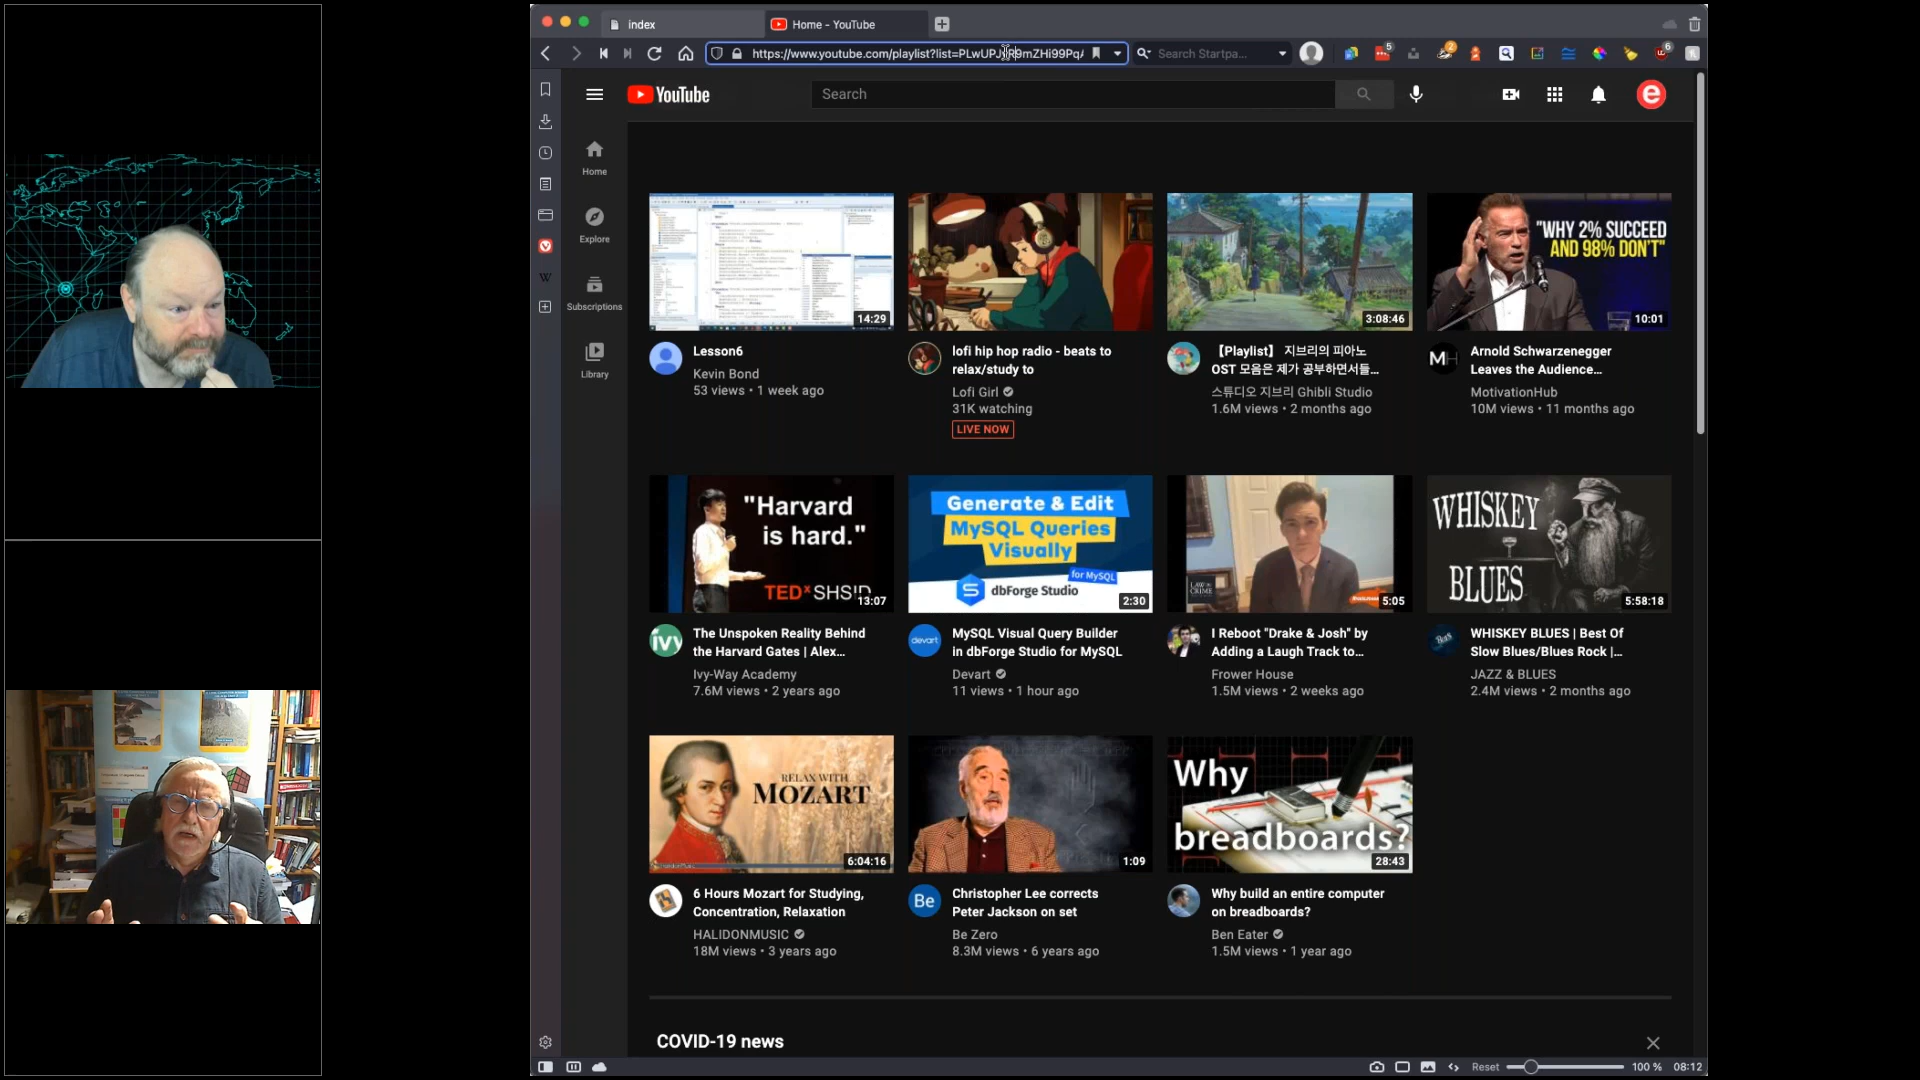 index
Home - YouTube
https://www.youtube.com/playlist?list=PLwUPJ
Search Startpa...
5
2
6
YouTube
Search
e
Home
Explore
Subscriptions
Library
W
14:29
3:08:46
"WHY 2% SUCCEED
AND 98% DON'T"
10:01
Lesson6
Kevin Bond
53 views • 1 week ago
lofi hip hop radio - beats to
relax/study to
Lofi Girl
31K watching
LIVE NOW
【Playlist】 지브리의 피아노
OST 모음은 제가 공부하면서들...
스튜디오 지브리 Ghibli Studio
1.6M views • 2 months ago
MH
Arnold Schwarzenegger
Leaves the Audience...
MotivationHub
10M views • 11 months ago
"Harvard
is hard."
TEDxSHSID
13:07
Generate & Edit
MySQL Queries
Visually
for MySQL
dbForge Studio
2:30
LAW&
CRIME
5:05
WHISKEY
BLUES
5:58:18
ivy
The Unspoken Reality Behind
the Harvard Gates | Alex...
Ivy-Way Academy
7.6M views • 2 years ago
devart
MySQL Visual Query Builder
in dbForge Studio for MySQL
Devart
11 views • 1 hour ago
I Reboot "Drake & Josh" by
Adding a Laugh Track to...
Frower House
1.5M views • 2 weeks ago
WHISKEY BLUES | Best Of
Slow Blues/Blues Rock |...
JAZZ & BLUES
2.4M views • 2 months ago
RELAX WITH
MOZART
6:04:16
1:09
Why
breadboards?
28:43
6 Hours Mozart for Studying,
Concentration, Relaxation
HALIDONMUSIC
18M views • 3 years ago
Be
Christopher Lee corrects
Peter Jackson on set
Be Zero
8.3M views • 6 years ago
Why build an entire computer
on breadboards?
Ben Eater
1.5M views • 1 year ago
COVID-19 news
Reset
100 %
08:12